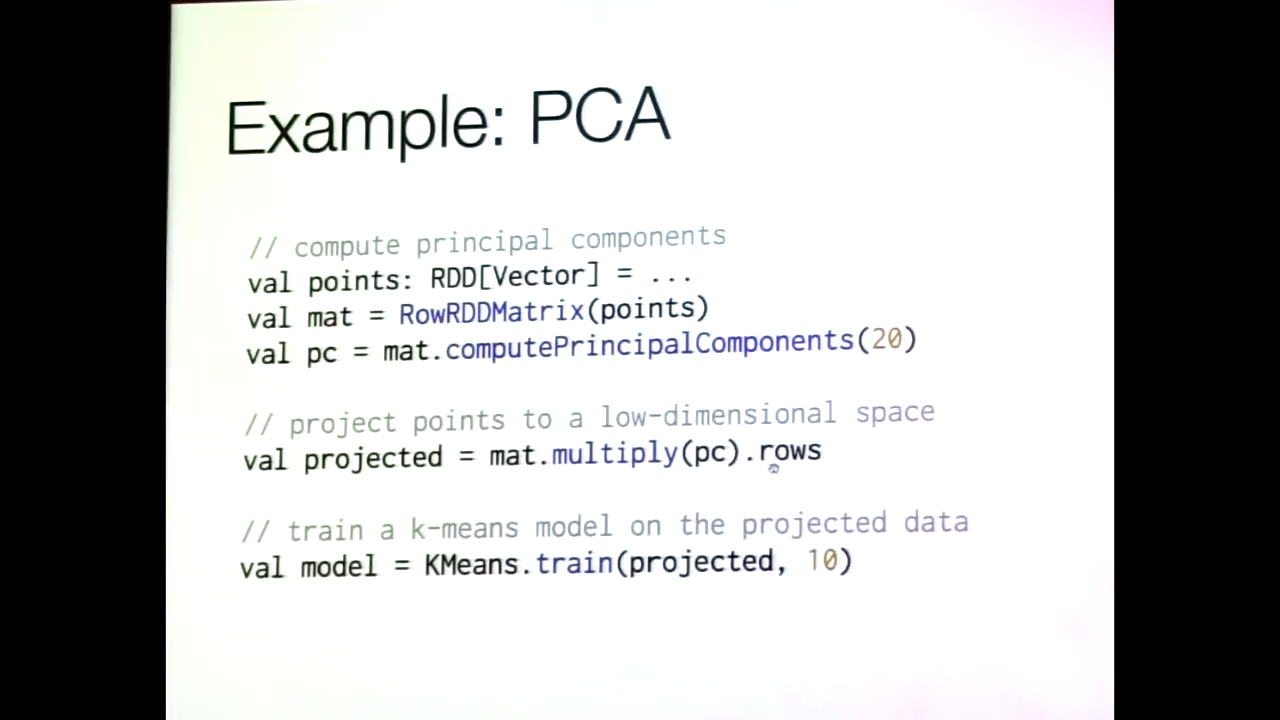 Example: PCA
// compute principal components
val points: RDD[Vector] = ...
val mat = RowRDDMatrix(points)
val pc = mat.computePrincipalComponents(20)
// project points to a low-dimensional space
val projected = mat.multiply(pc).rows
// train a k-means model on the projected data
val model = KMeans.train(projected, 10)